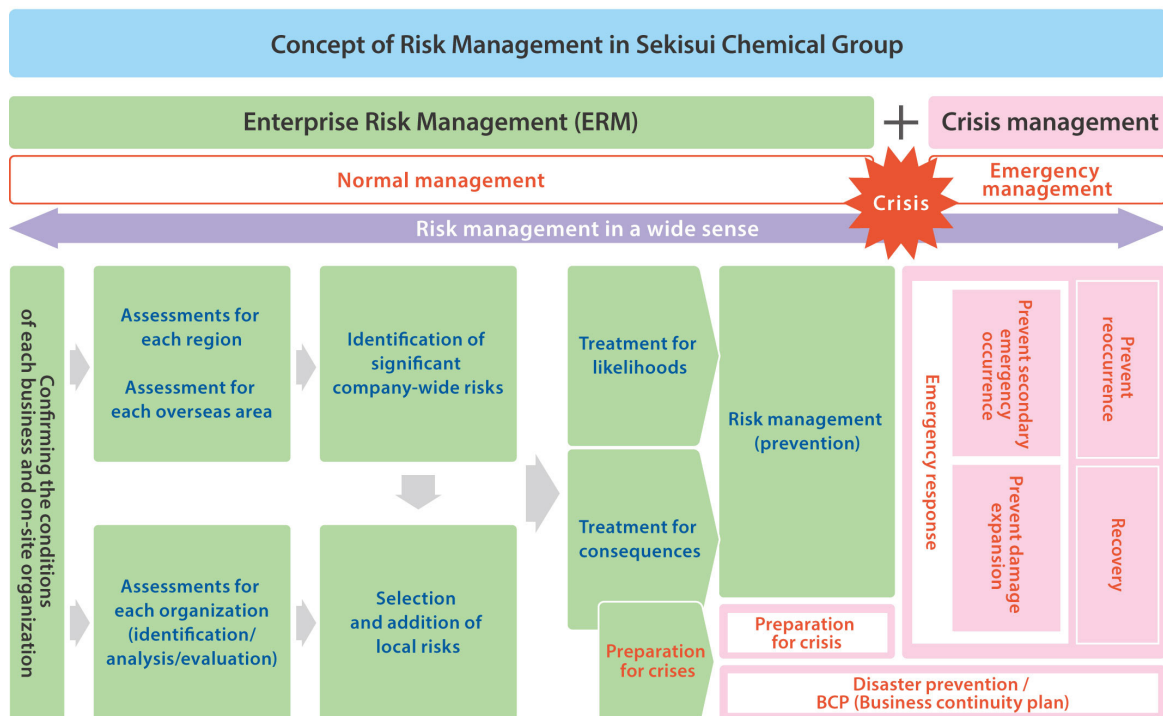 Concept of Risk Management in Sekisui Chemical Group
Enterprise Risk Management (ERM)
+
Crisis management
Normal management
Crisis
Emergency
management
Risk management in a wide sense
Confirming the conditions
of each business and on-site organization
Assessments for
each region
Assessment for
each overseas area
Identification of
significant
company-wide risks
Assessments for
each organization
(identification/
analysis/evaluation)
Selection
and addition of
local risks
Treatment for
likelihoods
Treatment for
consequences
Preparation
for crises
Risk management
(prevention)
Preparation
for crisis
Emergency response
Prevent secondary
emergency
occurrence
Prevent damage
expansion
Prevent
reoccurrence
Recovery
Disaster prevention /
BCP (Business continuity plan)